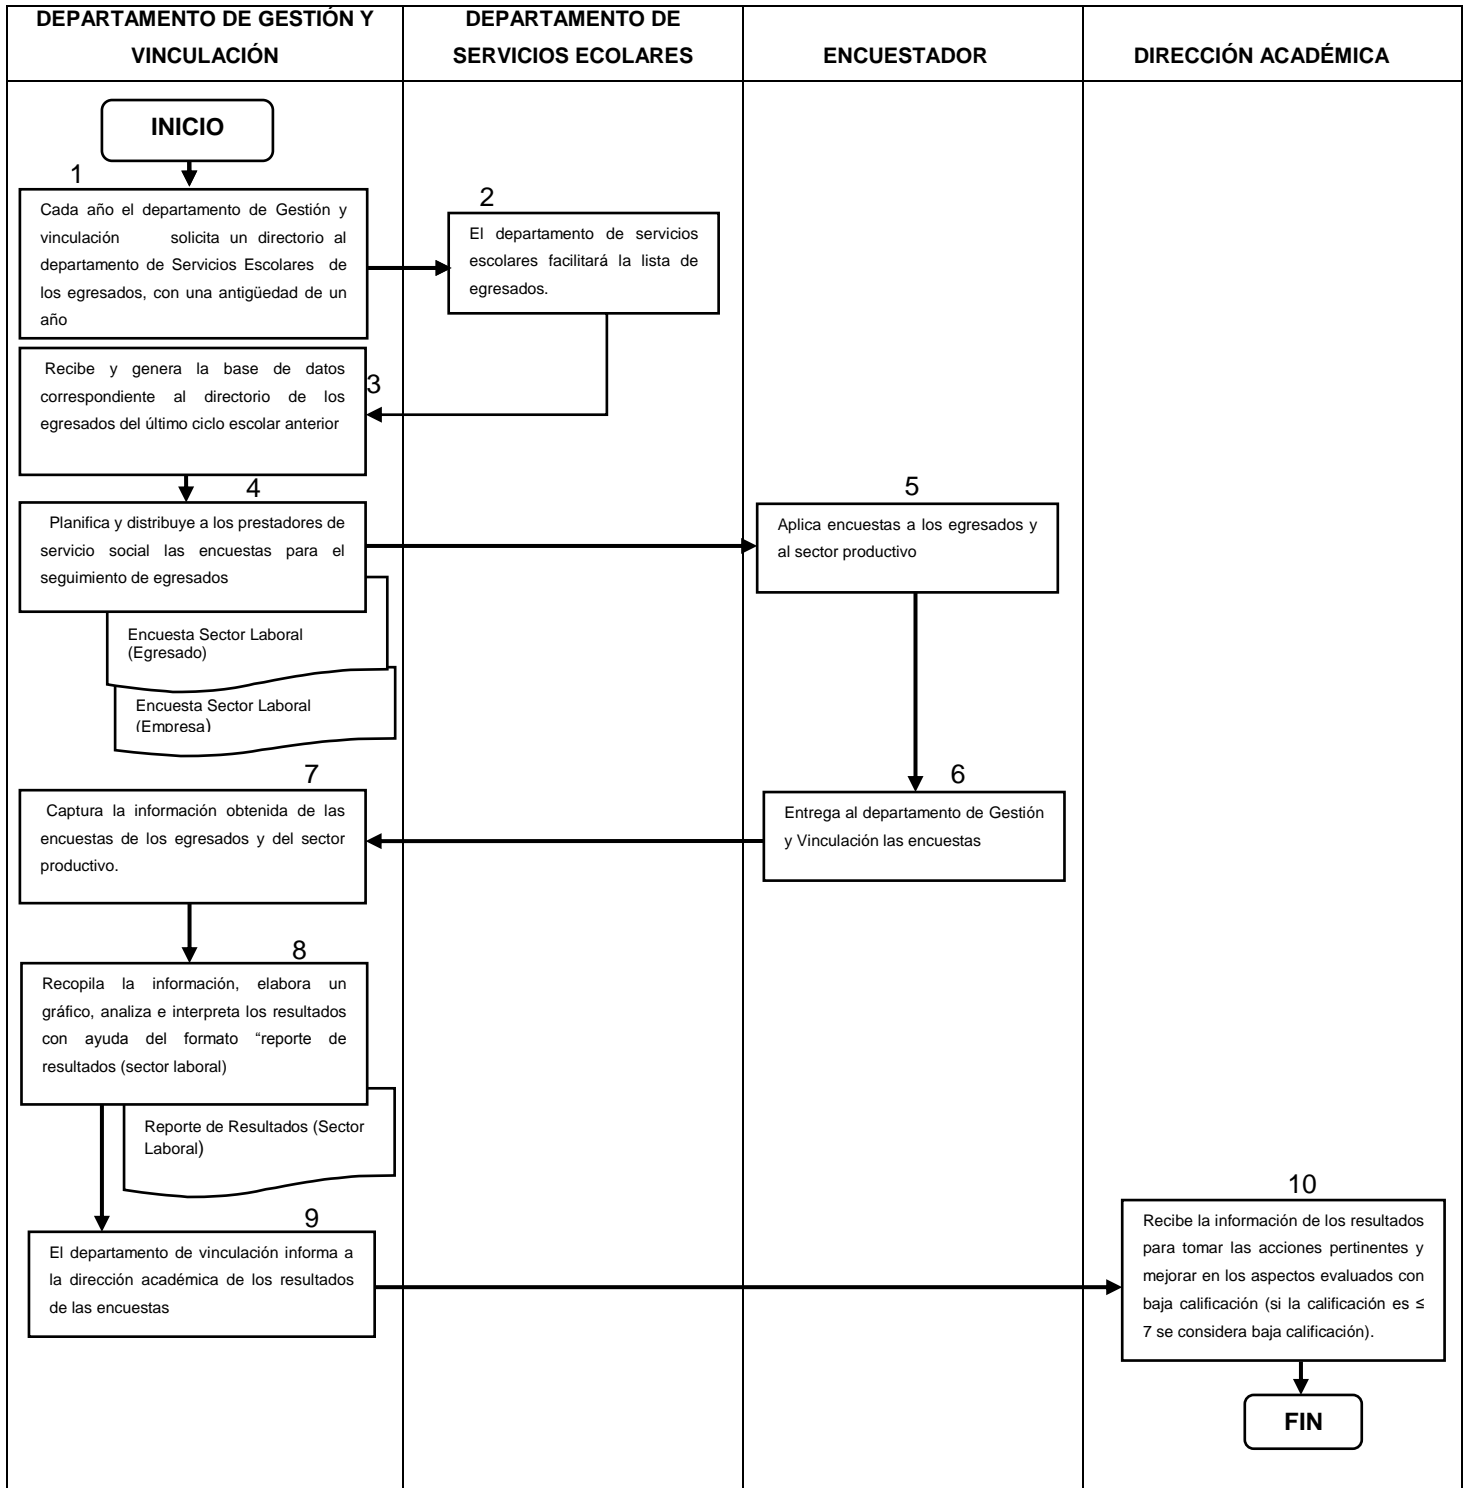 DEPARTAMENTO DE GESTIÓN Y
VINCULACIÓN
DEPARTAMENTO DE
SERVICIOS ECOLARES
ENCUESTADOR
DIRECCIÓN ACADÉMICA
INICIO
1
Cada año el departamento de Gestión y
vinculación solicita un directorio al
departamento de Servicios Escolares de
los egresados, con una antigüedad de un
año
2
El departamento de servicios
escolares facilitará la lista de
egresados.
3
Recibe y genera la base de datos
correspondiente al directorio de los
egresados del último ciclo escolar anterior
4
Planifica y distribuye a los prestadores de
servicio social las encuestas para el
seguimiento de egresados
Encuesta Sector Laboral
(Egresado)
Encuesta Sector Laboral
(Empresa)
5
Aplica encuestas a los egresados y
al sector productivo
6
Entrega al departamento de Gestión
y Vinculación las encuestas
7
Captura la información obtenida de las
encuestas de los egresados y del sector
productivo.
8
Recopila la información, elabora un
gráfico, analiza e interpreta los resultados
con ayuda del formato “reporte de
resultados (sector laboral)
Reporte de Resultados (Sector
Laboral)
9
El departamento de vinculación informa a
la dirección académica de los resultados
de las encuestas
10
Recibe la información de los resultados
para tomar las acciones pertinentes y
mejorar en los aspectos evaluados con
baja calificación (si la calificación es ≤
7 se considera baja calificación).
FIN